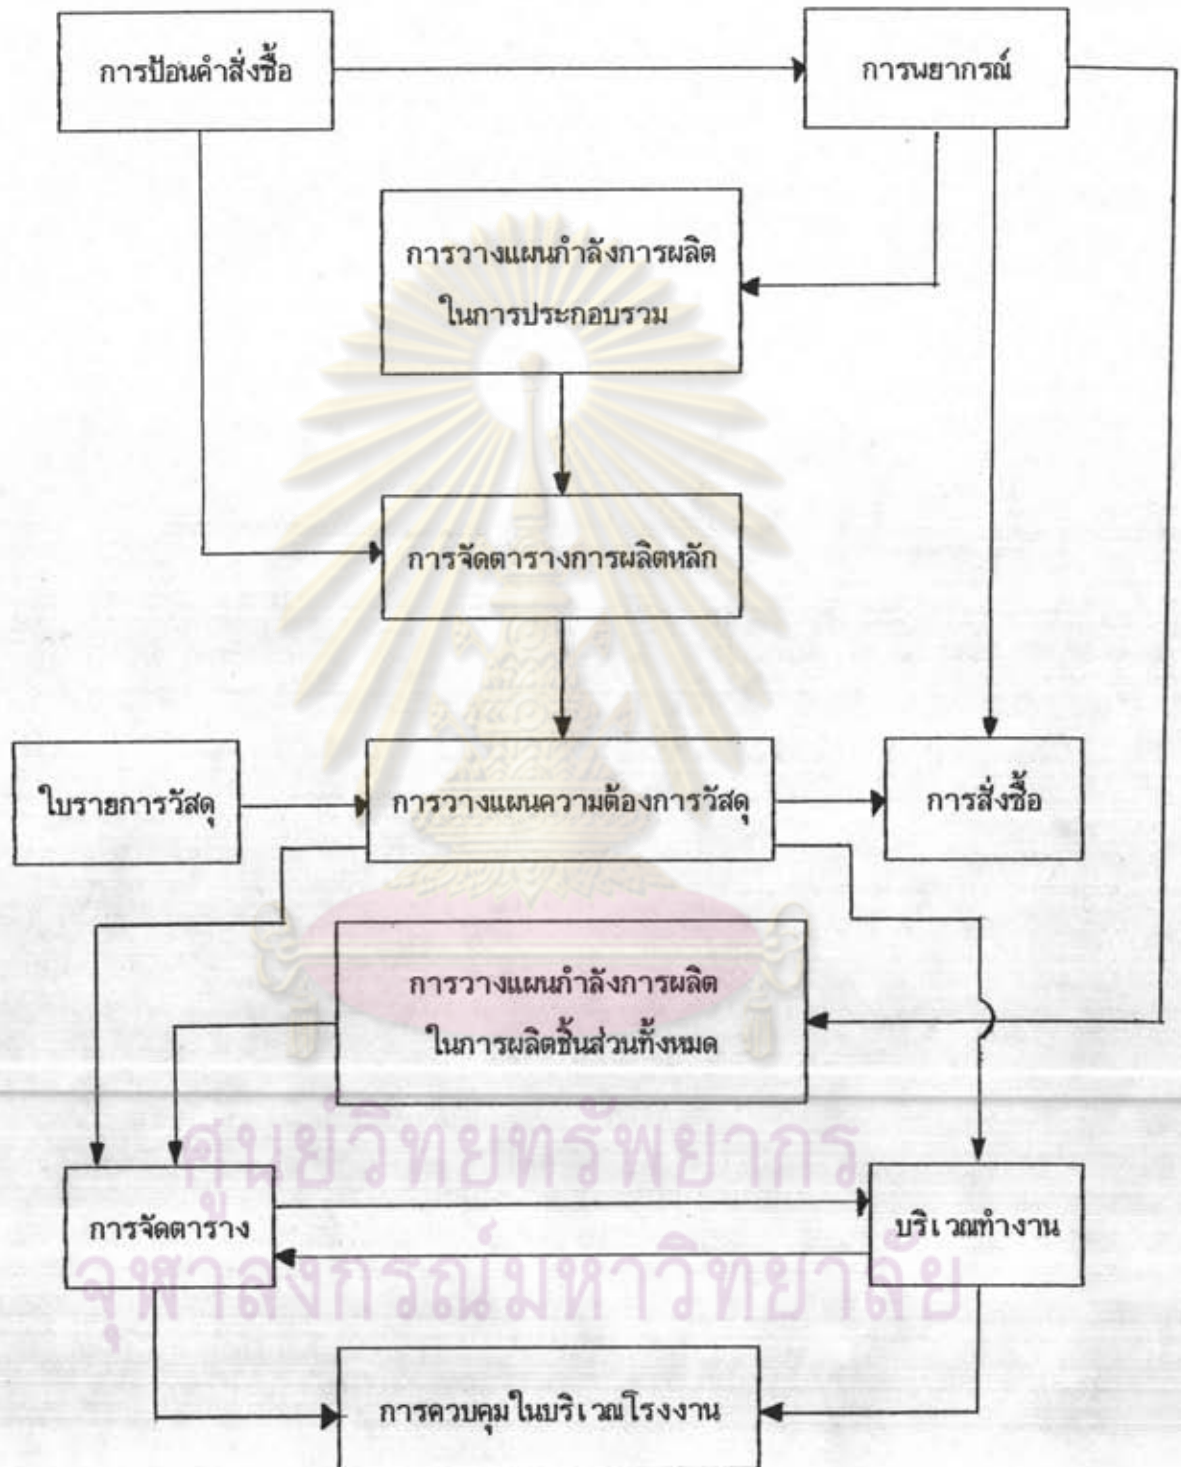 การป้อนคำสั่งซื้อ
การพยากรณ์
การวางแผนกำลังการผลิต
ในการประกอบรวม
การจัดตารางการผลิตหลัก
ใบรายการวัสดุ
การวางแผนความต้องการวัสดุ
การสั่งซื้อ
การวางแผนกำลังการผลิต
ในการผลิตชิ้นส่วนทั้งหมด
ศูนย์วิทยทรัพยากร
การจัดตาราง
บริเวณทำงาน
จุฬาลงกรณ์มหาวิทยาลัย
การควบคุมในบริเวณโรงงาน